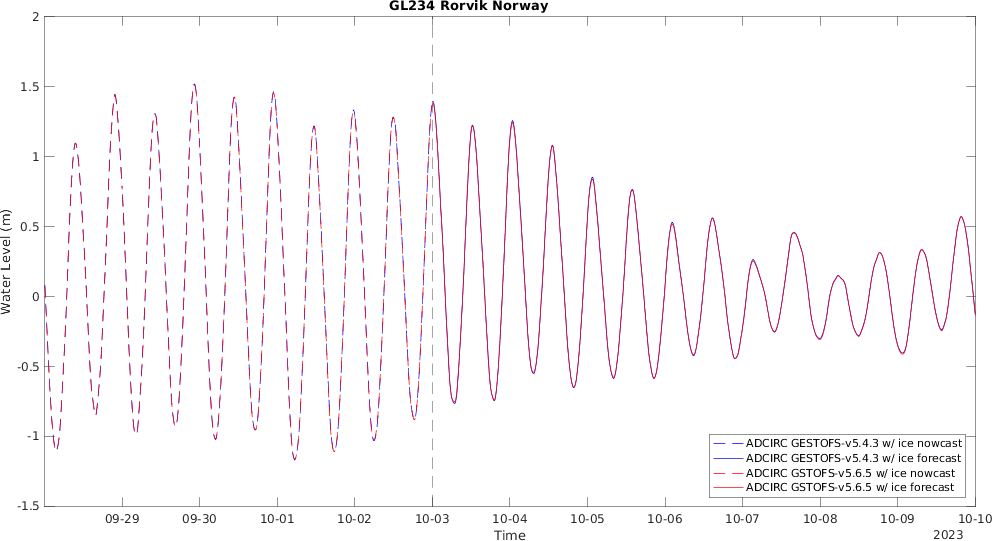 GL234 Rorvik Norway
2
1.5
1
0.5
0
-0.5
-1
-1.5
Water Level (m)
ADCIRC GESTOFS-v5.4.3 w/ ice nowcast
ADCIRC GESTOFS-v5.4.3 w/ ice forecast
ADCIRC GSTOFS-v5.6.5 w/ ice nowcast
ADCIRC GSTOFS-v5.6.5 w/ ice forecast
09-29 09-30 10-01 10-02 10-03 10-04 10-05 10-06 10-07 10-08 10-09 10-10
Time
2023